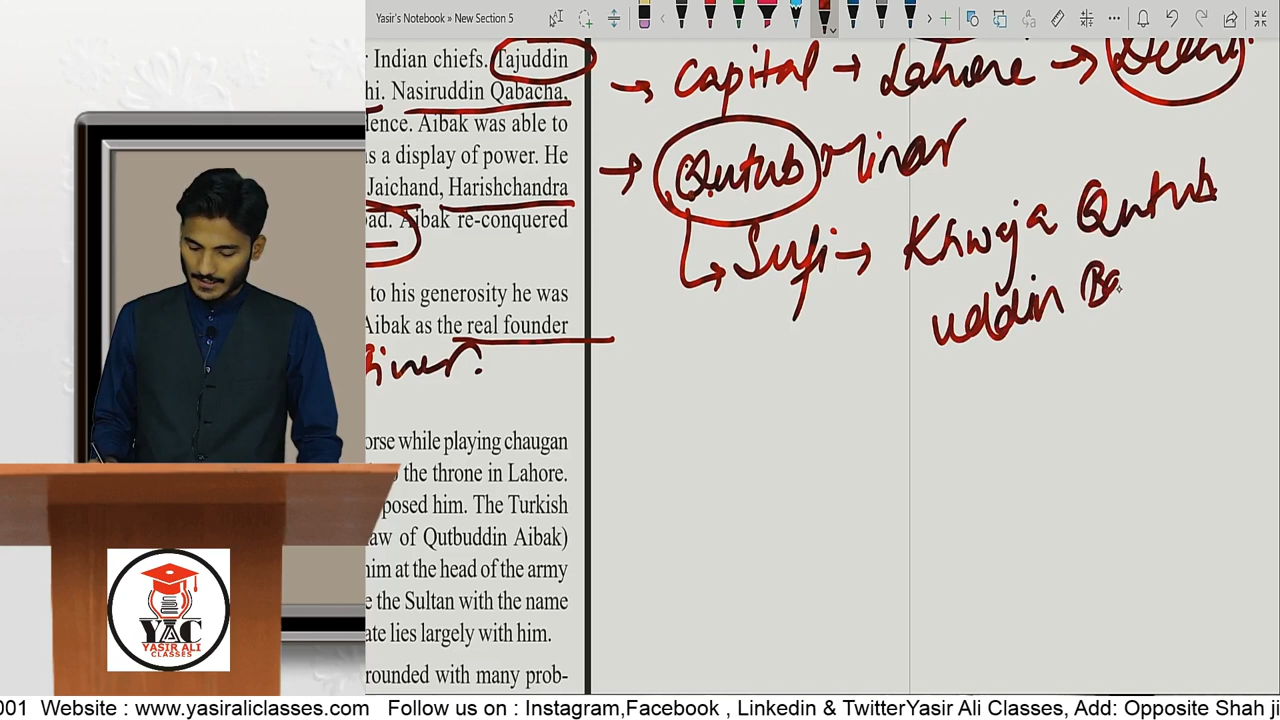 Yasir's Notebook » New Section 5
Indian chiefs. Tajuddin
hi. Nasiruddin Qabacha,
lence. Aibak was able to
as a display of power. He
Jaichand, Harishchandra
oad. Aibak re-conquered
to his generosity he was
Aibak as the real founder
orse while playing chaugan
the throne in Lahore.
posed him. The Turkish
law of Qutbuddin Aibak)
him at the head of the army
e the Sultan with the name
ate lies largely with him.
rounded with many prob-
→ Capital → Lahore → Delhi
→ Qutub Minar
→ Sufi → Khwaja Qutub
uddin Ba
YAC
YASIR ALI
CLASSES
001 Website : www.yasiraliclasses.com Follow us on : Instagram,Facebook , Linkedin & TwitterYasir Ali Classes, Add: Opposite Shah ji